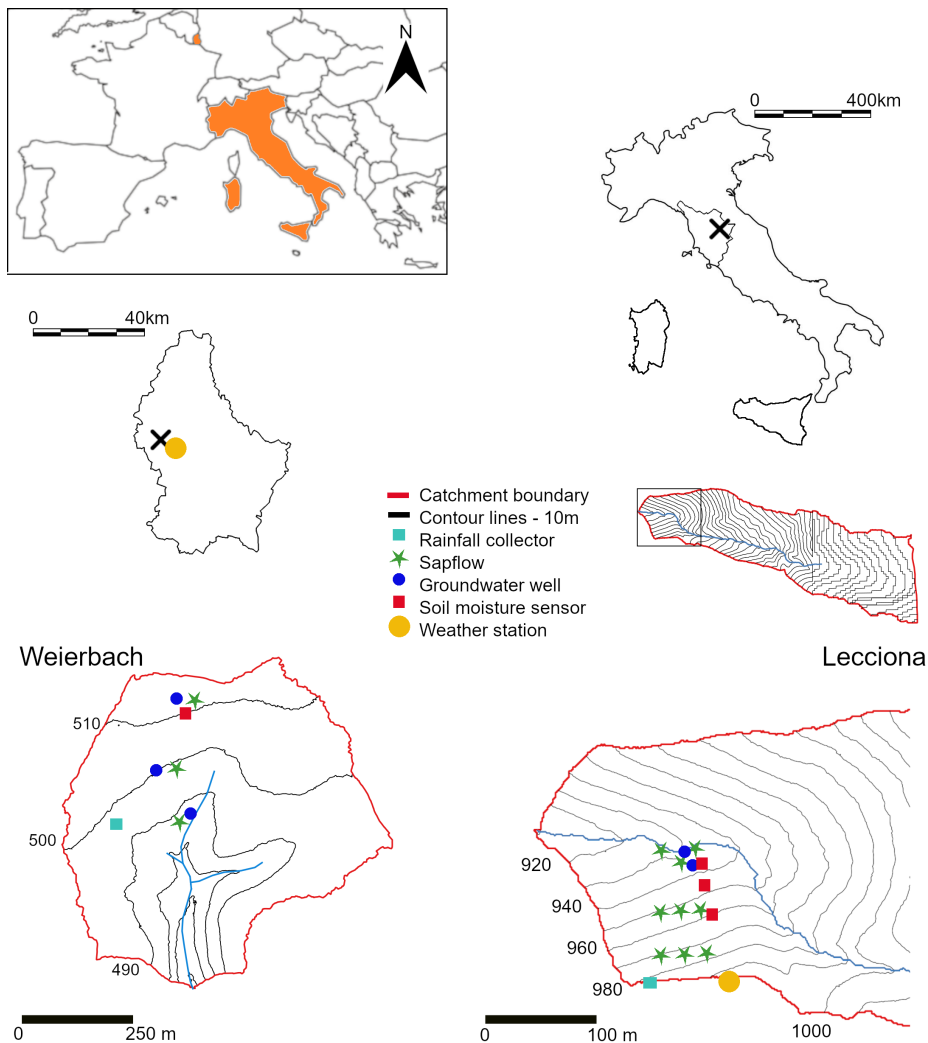 N
0 400km
0 40km
Catchment boundary
Contour lines - 10m
Rainfall collector
Sapflow
Groundwater well
Soil moisture sensor
Weather station
Weierbach
Lecciona
510
500
490
920
940
960
980
1000
0 250 m
0 100 m